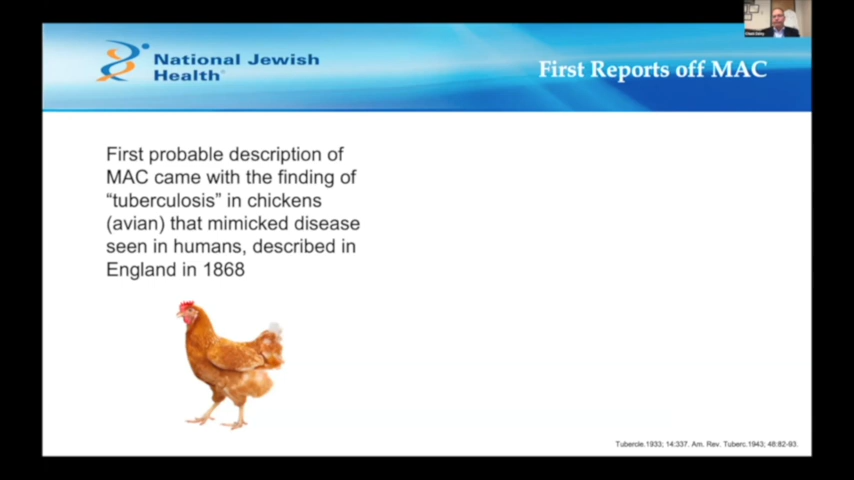 National Jewish
Health®
First Reports off MAC
First probable description of
MAC came with the finding of
“tuberculosis” in chickens
(avian) that mimicked disease
seen in humans, described in
England in 1868
Tubercle.1933; 14:337. Am. Rev. Tuberc.1943; 48:82-93.